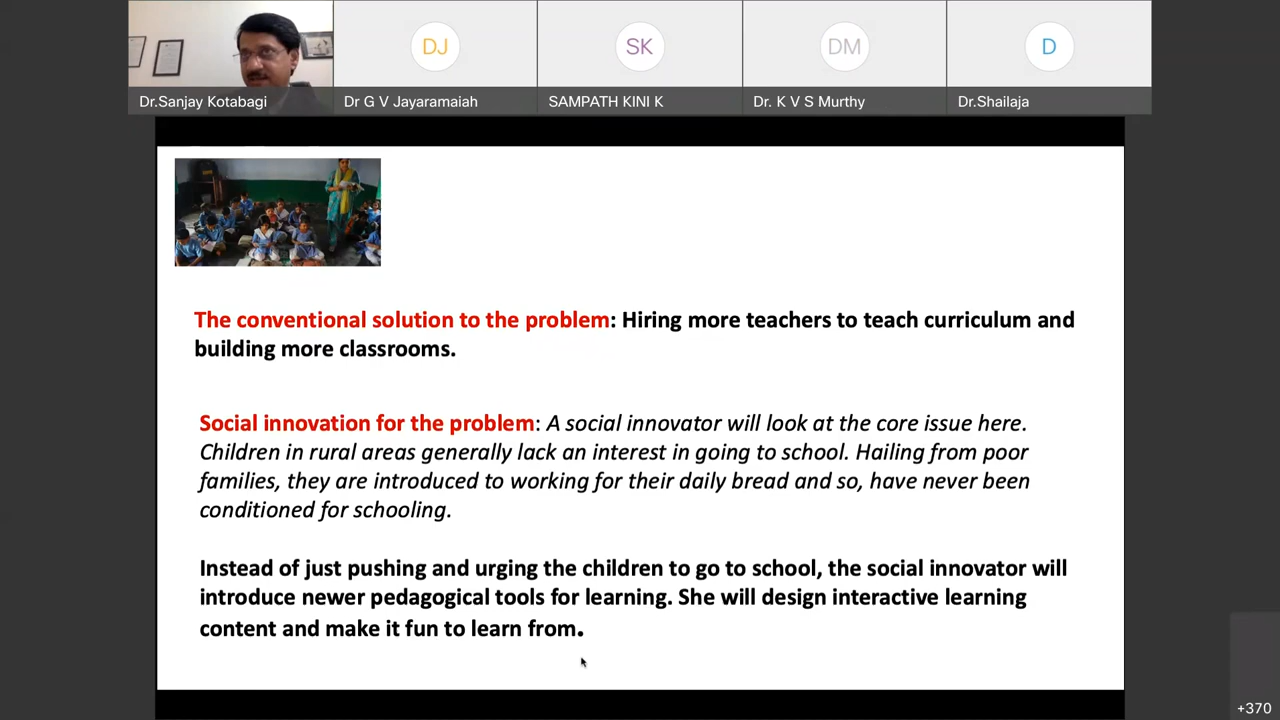 DJ
SK
DM
D
Dr.Sanjay Kotabagi
Dr G V Jayaramaiah
SAMPATH KINI K
Dr. K V S Murthy
Dr.Shailaja
The conventional solution to the problem: Hiring more teachers to teach curriculum and
building more classrooms.
Social innovation for the problem: A social innovator will look at the core issue here.
Children in rural areas generally lack an interest in going to school. Hailing from poor
families, they are introduced to working for their daily bread and so, have never been
conditioned for schooling.
Instead of just pushing and urging the children to go to school, the social innovator will
introduce newer pedagogical tools for learning. She will design interactive learning
content and make it fun to learn from.
+370